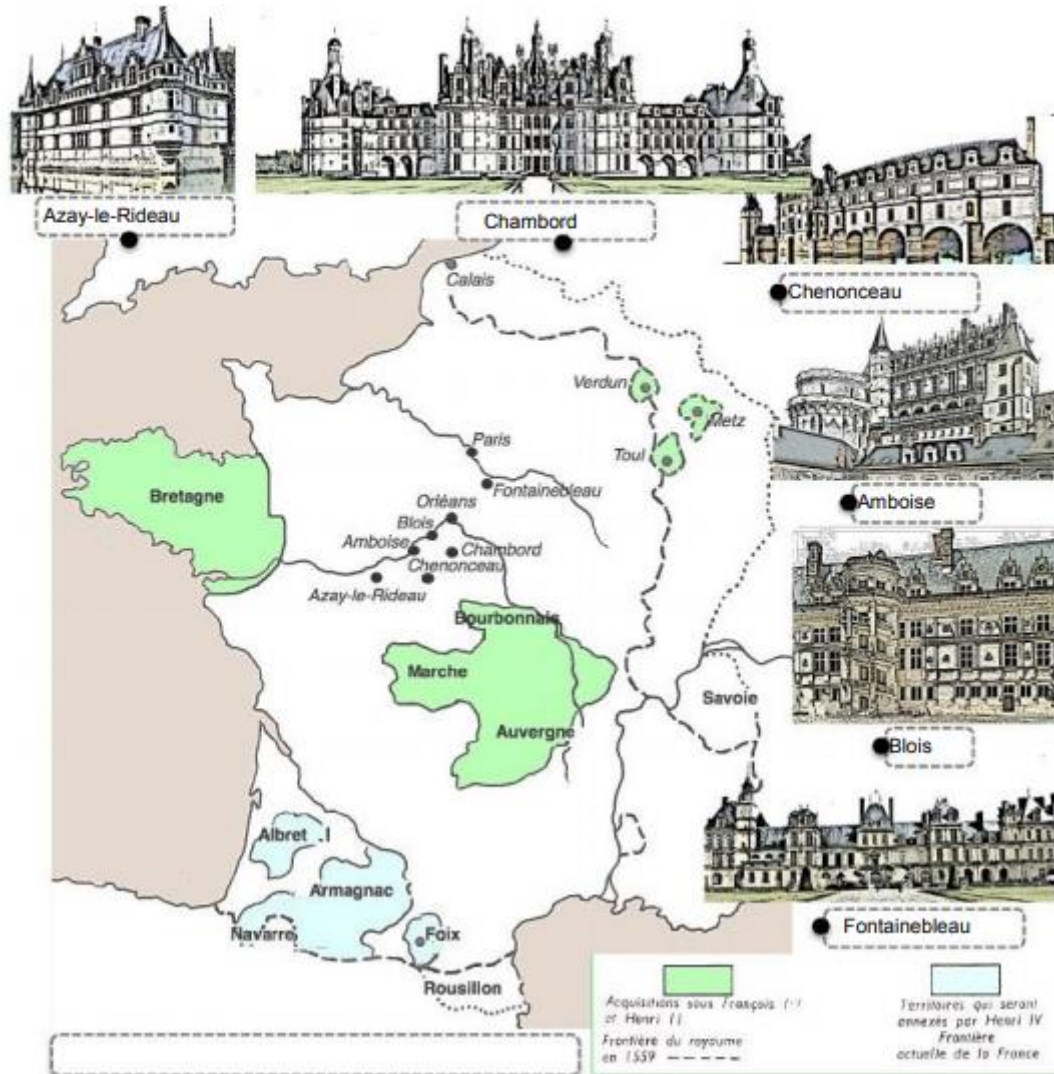 Azay-le-Rideau
Chambord
Chenonceau
Calais
Verdun
Metz
Amboise
Paris
Toul
Fontainebleau
Bretagne
Orléans
Blois
Amboise
Chambord
Chenonceau
Azay-le-Rideau
Bourbonnais
Marche
Savoie
Auvergne
Blois
Albret
Armagnac
Navarre
Foix
Fontainebleau
Rousillon
Acquisitions sous François
et Henri II
Frontière du royaume
en 1559
Territoires qui seront
annexés par Henri IV
Frontière
actuelle de la France